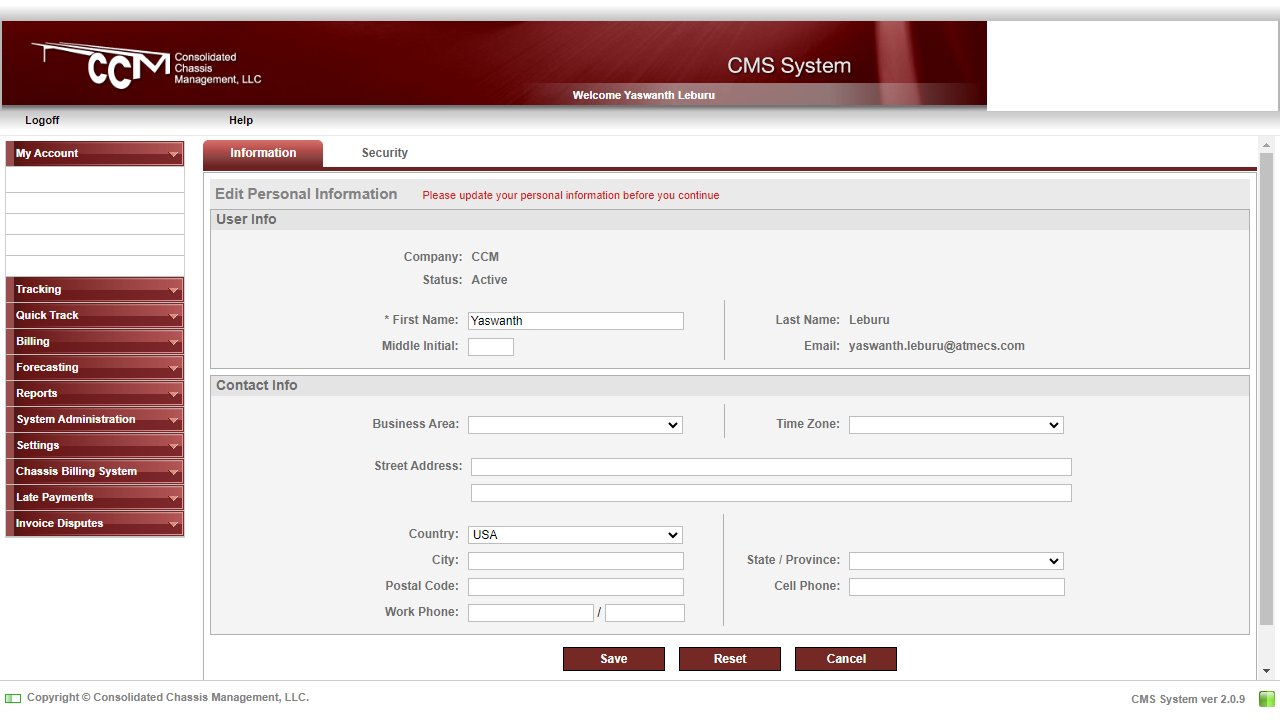 CCM Consolidated
Chassis
Management, LLC
CMS System
Welcome Yaswanth Leburu
Logoff Help
My Account
Tracking
Quick Track
Billing
Forecasting
Reports
System Administration
Settings
Chassis Billing System
Late Payments
Invoice Disputes
Information Security
Edit Personal Information Please update your personal information before you continue
User Info
Company: CCM
Status: Active
* First Name: Yaswanth Last Name: Leburu
Middle Initial: Email: yaswanth.leburu@atmecs.com
Contact Info
Business Area: Time Zone:
Street Address:
Country: USA
City: State / Province:
Postal Code: Cell Phone:
Work Phone: /
Save Reset Cancel
Copyright © Consolidated Chassis Management, LLC. CMS System ver 2.0.9